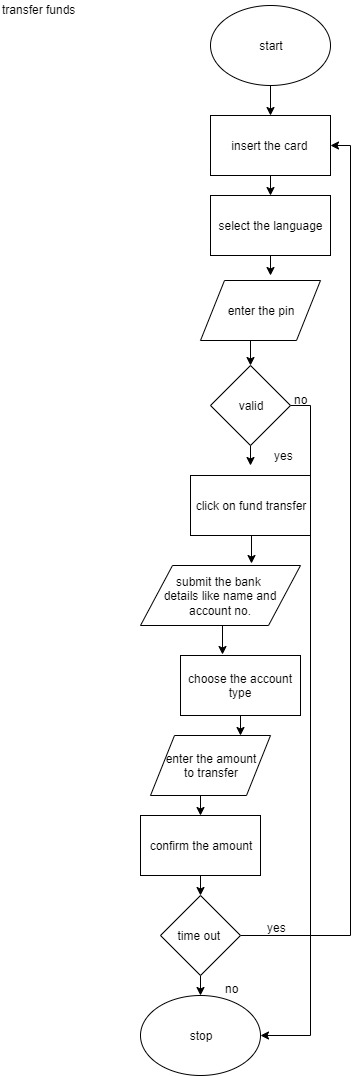 transfer funds
start
insert the card
select the language
enter the pin
valid
no
yes
click on fund transfer
submit the bank
details like name and
account no.
choose the account
type
enter the amount
to transfer
confirm the amount
time out
yes
no
stop